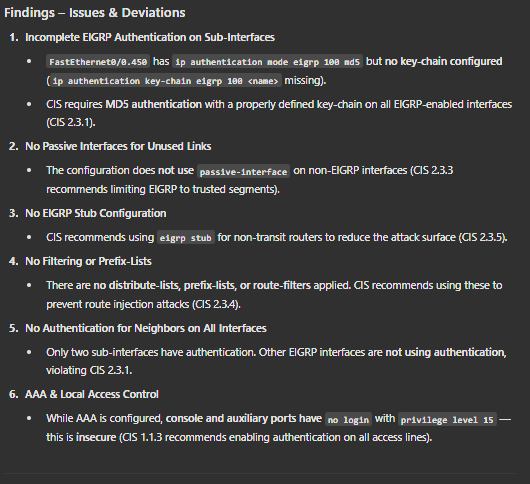 Findings – Issues & Deviations
1. Incomplete EIGRP Authentication on Sub-Interfaces
• FastEthernet0/0.450 has ip authentication mode eigrp 100 md5 but no key-chain configured
(ip authentication key-chain eigrp 100 <name> missing).
• CIS requires MD5 authentication with a properly defined key-chain on all EIGRP-enabled interfaces
(CIS 2.3.1).
2. No Passive Interfaces for Unused Links
• The configuration does not use passive-interface on non-EIGRP interfaces (CIS 2.3.3
recommends limiting EIGRP to trusted segments).
3. No EIGRP Stub Configuration
• CIS recommends using eigrp stub for non-transit routers to reduce the attack surface (CIS 2.3.5).
4. No Filtering or Prefix-Lists
• There are no distribute-lists, prefix-lists, or route-filters applied. CIS recommends using these to
prevent route injection attacks (CIS 2.3.4).
5. No Authentication for Neighbors on All Interfaces
• Only two sub-interfaces have authentication. Other EIGRP interfaces are not using authentication,
violating CIS 2.3.1.
6. AAA & Local Access Control
• While AAA is configured, console and auxiliary ports have no login with privilege level 15 —
this is insecure (CIS 1.1.3 recommends enabling authentication on all access lines).